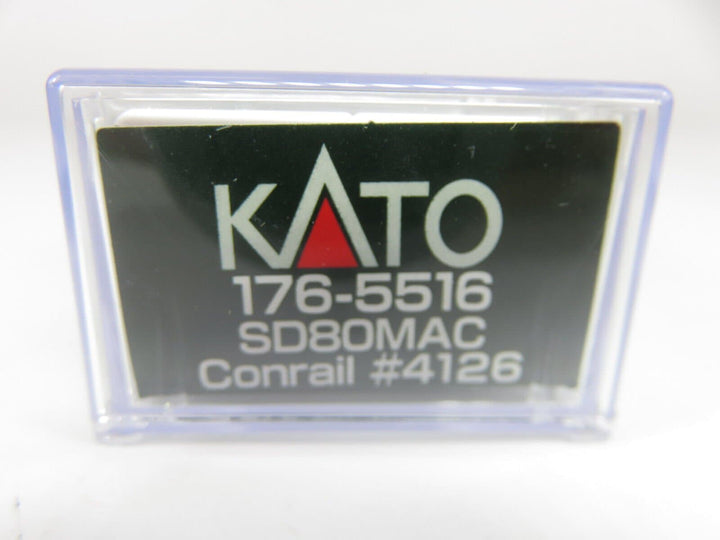 KATO
176-5516
SD80MAC
Conrail #4126